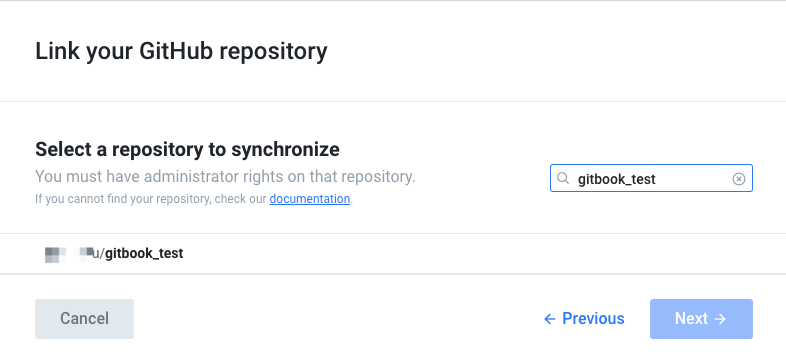 Link your GitHub repository
Select a repository to synchronize
You must have administrator rights on that repository.
If you cannot find your repository, check our documentation.
gitbook_test
u/gitbook_test
Cancel
← Previous
Next →